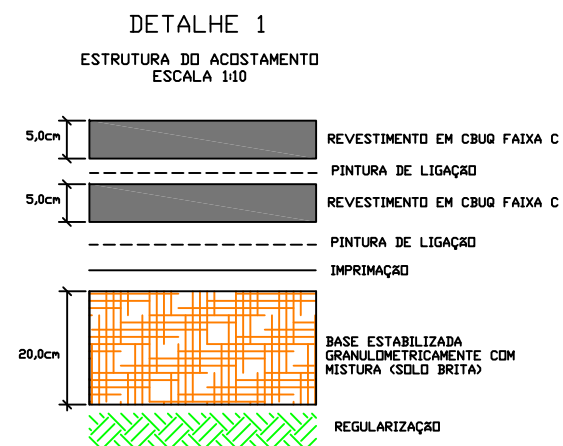 DETALHE 1
ESTRUTURA DO ACOSTAMENTO
ESCALA 1:10
5,0cm
REVESTIMENTO EM CBUQ FAIXA C
PINTURA DE LIGAÇÃO
5,0cm
REVESTIMENTO EM CBUQ FAIXA C
PINTURA DE LIGAÇÃO
IMPRIMAÇÃO
20,0cm
BASE ESTABILIZADA
GRANULOMETRICAMENTE COM
MISTURA (SOLO BRITA)
REGULARIZAÇÃO